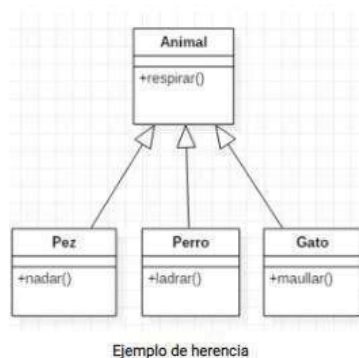 Animal
+respirar()
Pez
Perro
Gato
+nadar()
+ladrar()
+maullar()
Ejemplo de herencia